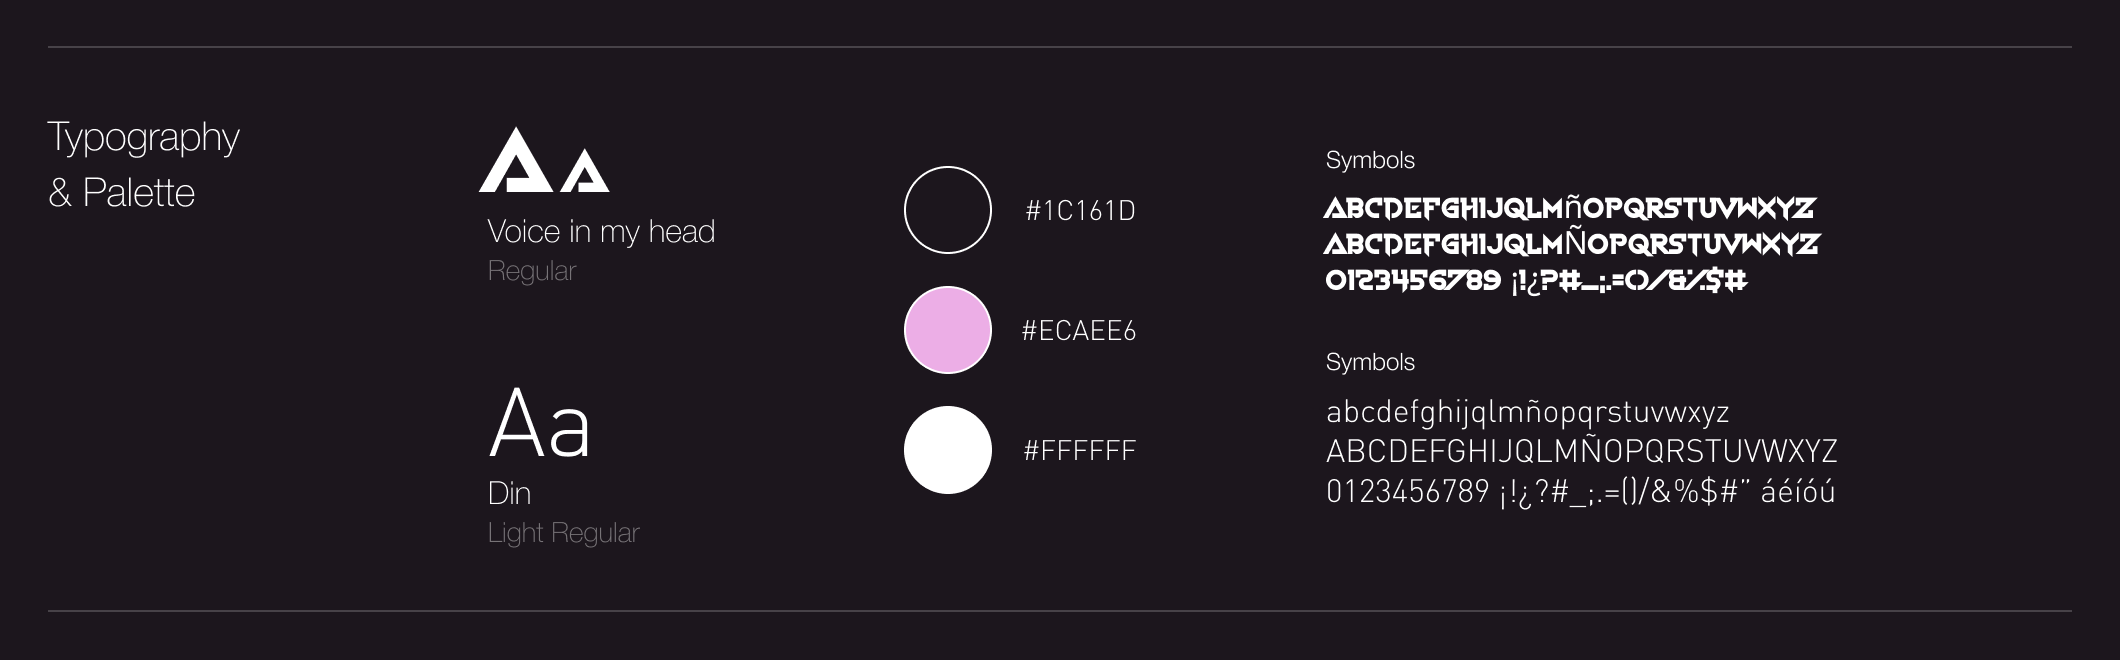 Typography
& Palette
Aa
Voice in my head
Regular
Aa
Din
Light Regular
#1C161D
#ECAEE6
#FFFFFF
Symbols
ABCDEFGHIJQLMñOPQRSTUVWXYZ
ABCDEFGHIJQLMÑOPQRSTUVWXYZ
0123456789 ¡!¿?#_;.=()/&%$#
Symbols
abcdefghijqlmñopqrstuvwxyz
ABCDEFGHIJQLMÑOPQRSTUVWXYZ
0123456789 ¡!¿?#_;.=()/&%$#” áéíóú